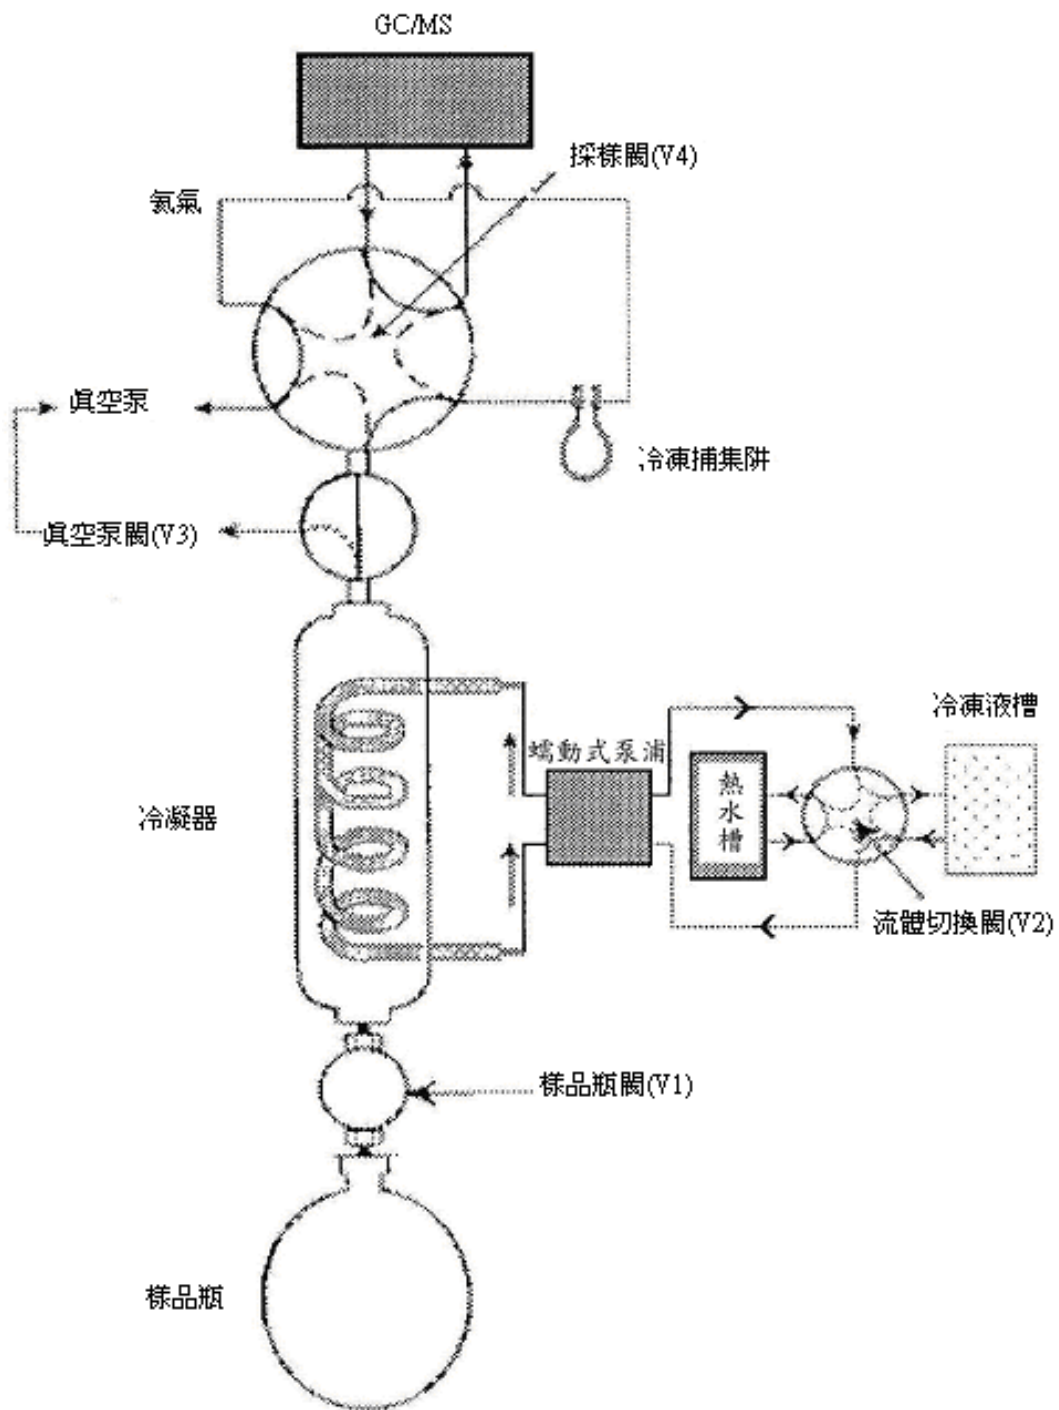 GC/MS
採樣閥(V4)
氦氣
真空泵
冷凍捕集阱
真空泵閥(V3)
冷凍液槽
蠕動式泵浦
熱水槽
冷凝器
流體切換閥(V2)
樣品瓶閥(V1)
樣品瓶